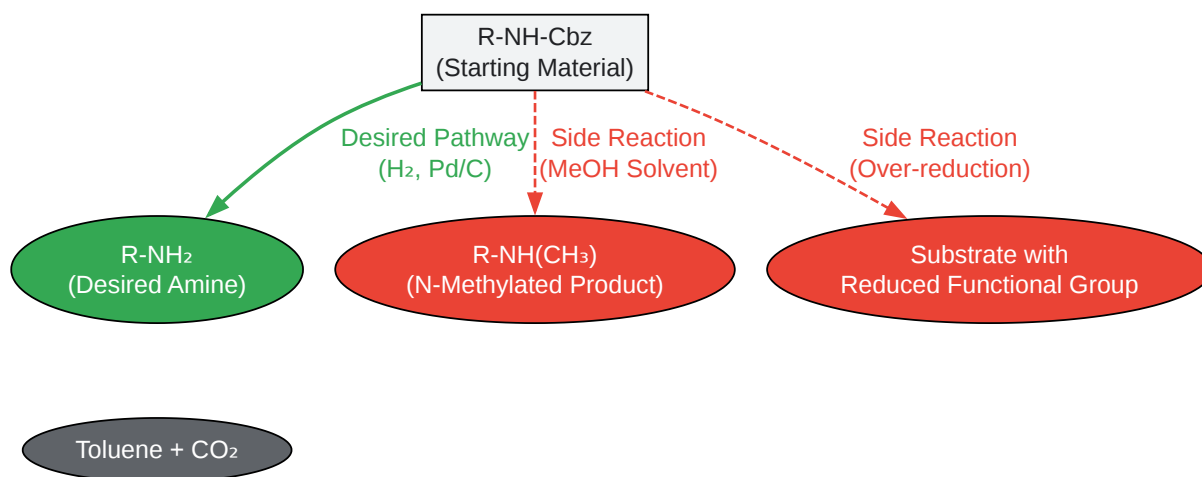 R-NH-Cbz
(Starting Material)
Desired Pathway
(H₂, Pd/C)
Side Reaction
(MeOH Solvent)
Side Reaction
(Over-reduction)
R-NH₂
(Desired Amine)
R-NH(CH₃)
(N-Methylated Product)
Substrate with
Reduced Functional Group
Toluene + CO₂